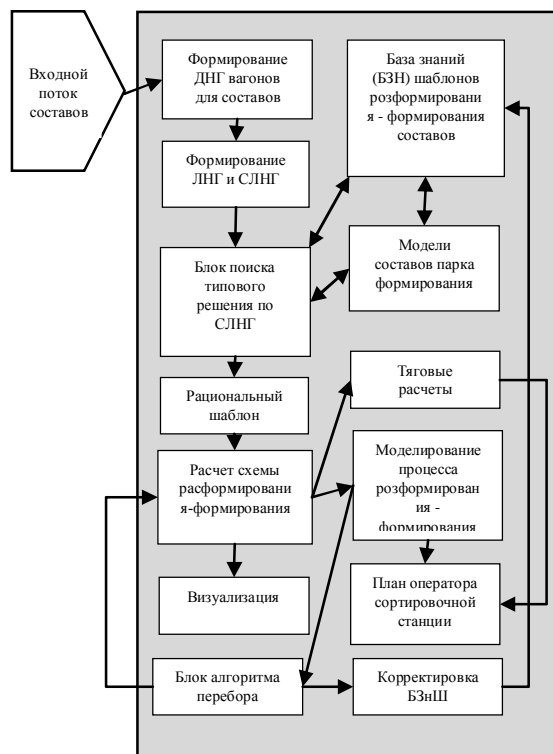 Входной
поток
составов
Формирование
ДНГ вагонов
для составов
База знаний
(БЗН) шаблонов
розформировани
я - формирования
составов
Формирование
ЛНГ и СЛНГ
Блок поиска
типового
решения по
СЛНГ
Модели
составов парка
формирования
Рациональный
шаблон
Тяговые
расчеты
Расчет схемы
расформировани
я-формирования
Моделирование
процесса
розформирован
ия -
формирования
Визуализация
План оператора
сортировочной
станции
Блок алгоритма
перебора
Корректировка
БЗнШ